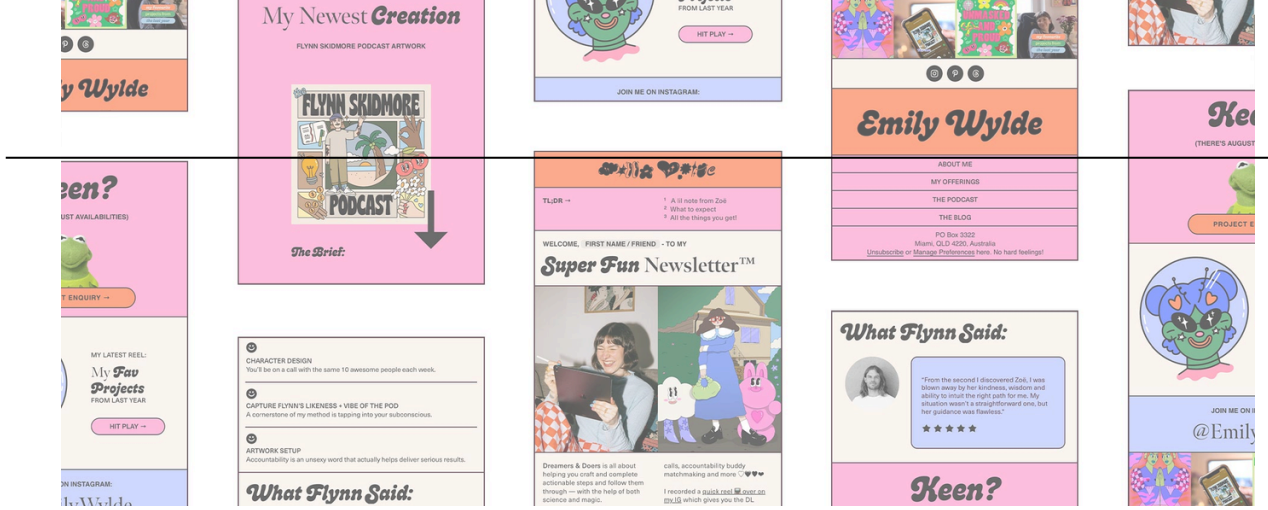 Wylde
een?
UST AVAILABILITIES)
T ENQUIRY →
MY LATEST REEL:
My Fav
Projects
FROM LAST YEAR
HIT PLAY →
ON INSTAGRAM:
lyWylde
My Newest Creation
FLYNN SKIDMORE PODCAST ARTWORK
FLYNN SKIDMORE
PODCAST
The Brief:
CHARACTER DESIGN
You'll be on a call with the same 10 awesome people each week.
CAPTURE FLYNN'S LIKENESS + VIBE OF THE POD
A cornerstone of my method is tapping into your subconscious.
ARTWORK SETUP
Accountability is an unsexy word that actually helps deliver serious results.
What Flynn Said:
Projects
FROM LAST YEAR
HIT PLAY →
JOIN ME ON INSTAGRAM:
TL;DR →
1 A lil note from Zoë
2 What to expect
3 All the things you get!
WELCOME, FIRST NAME / FRIEND - TO MY
Super Fun Newsletter™
Dreamers & Doers is all about
helping you craft and complete
actionable steps and follow them
through — with the help of both
science and magic.
calls, accountability buddy
matchmaking and more ♡♥♥❤
I recorded a quick reel over on
my IG which gives you the DL
Emily Wylde
ABOUT ME
MY OFFERINGS
THE PODCAST
THE BLOG
PO Box 3322
Miami, QLD 4220, Australia
Unsubscribe or Manage Preferences here. No hard feelings!
What Flynn Said:
"From the second I discovered Zoë, I was
blown away by her kindness, wisdom and
ability to intuit the right path for me. My
situation wasn't a straightforward one, but
her guidance was flawless."
★ ★ ★ ★ ★
Keen?
Kee
(THERE'S AUGUST
PROJECT E
JOIN ME ON I
@Emily